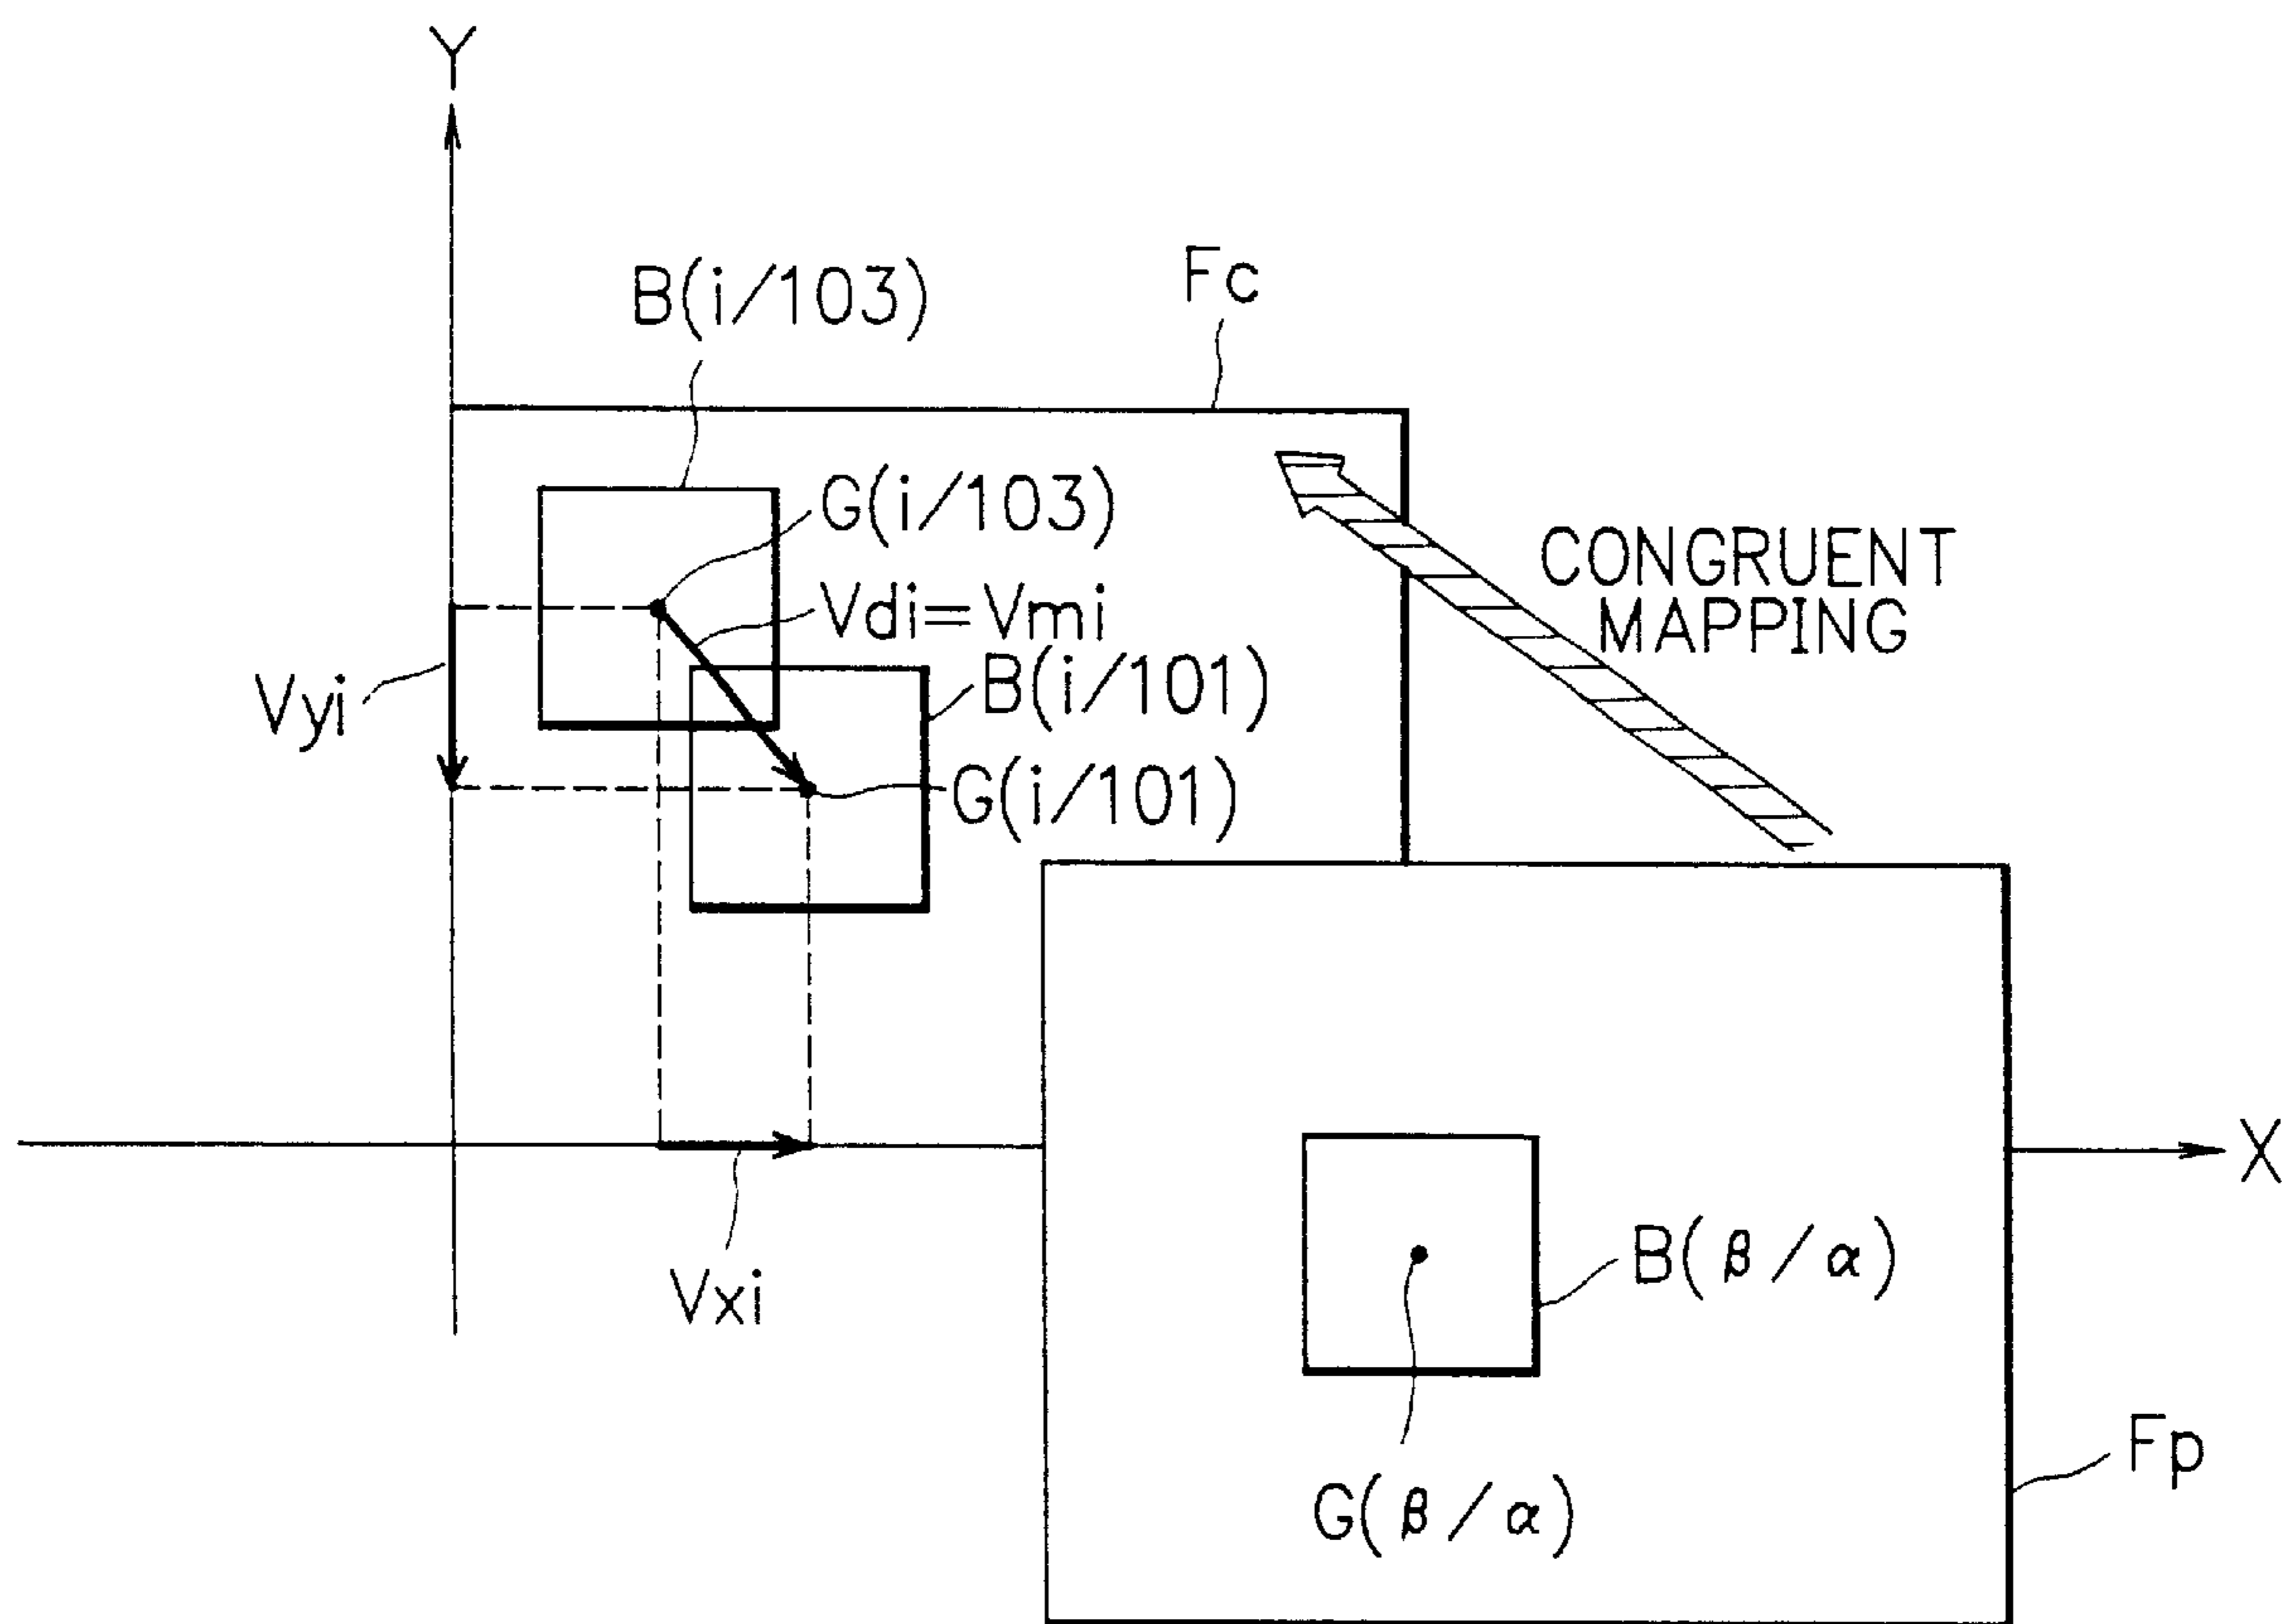 Y
B(i/103)
Fc
G(i/103)
CONGRUENT
MAPPING
Vdi=Vmi
Vyi
B(i/101)
G(i/101)
X
B(β/α)
Vxi
Fp
G(β/α)